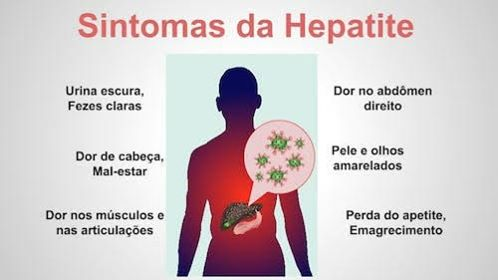 Sintomas da Hepatite
Urina escura,
Fezes claras
Dor de cabeça,
Mal-estar
Dor nos músculos e
nas articulações
Dor no abdômen
direito
Pele e olhos
amarelados
Perda do apetite,
Emagrecimento